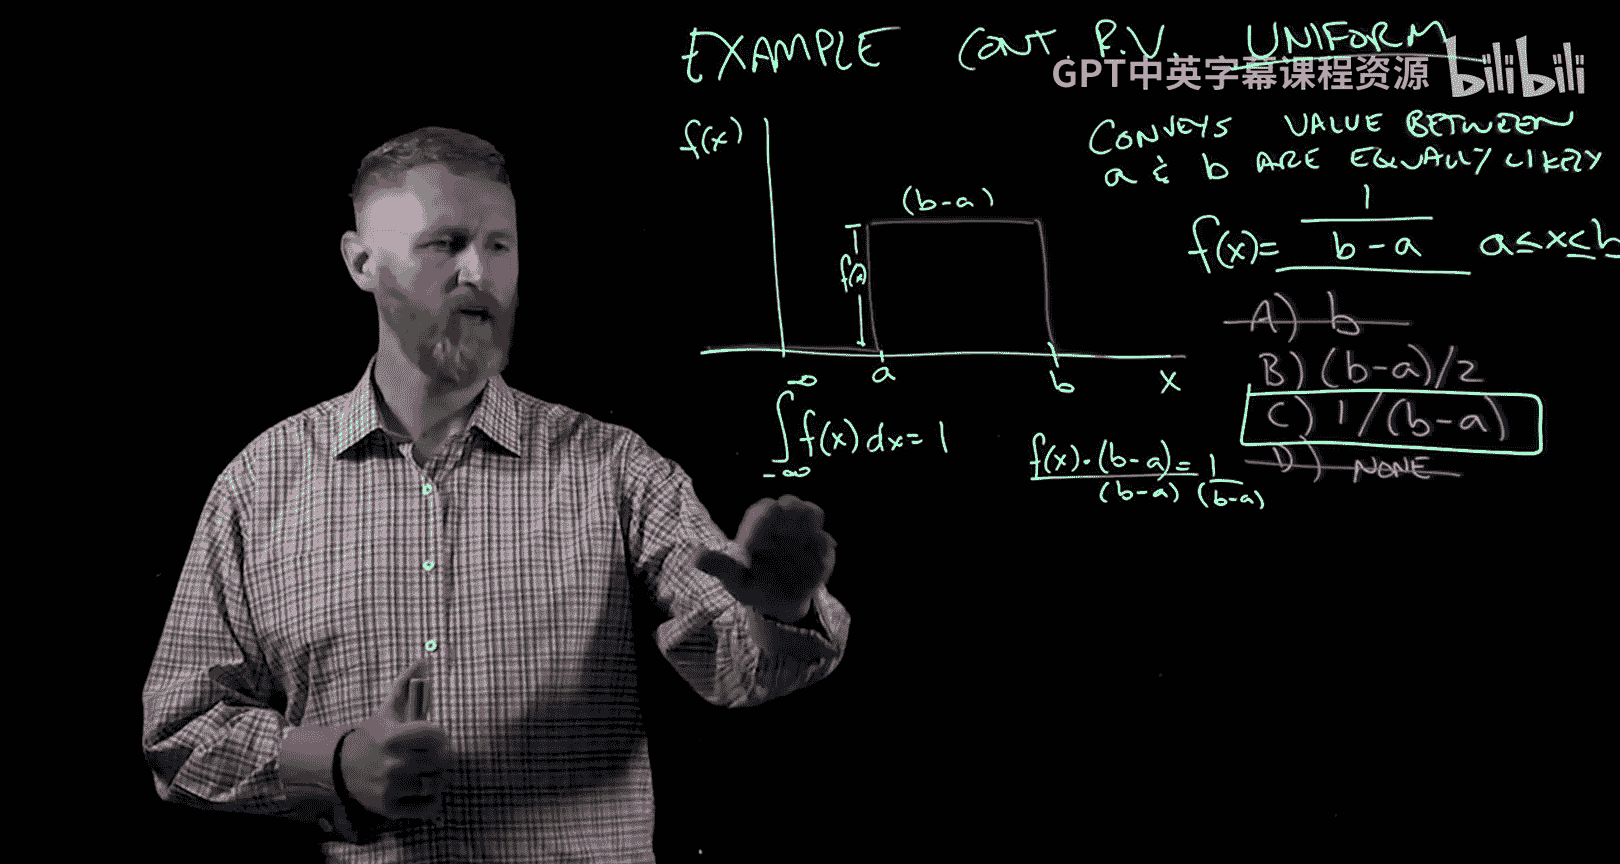 EXAMPLE CONT. R.V. UNIFORM
GPT中英字幕课程资源 bilibili
f(x)
CONVEYS VALUE BETWEEN
a & b ARE EQUALLY LIKELY
(b-a)
f(x)
f(x)= 1 / b-a a≤x≤b
A) b
B) (b-a)/2
C) 1/(b-a)
D) NONE
a b x
∫ -∞ ∞ f(x)dx=1
f(x)·(b-a)= 1
(b-a) (b-a)